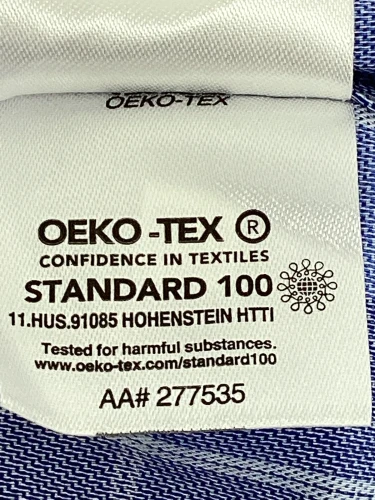 OEKO-TEX
OEKO -TEX ®
CONFIDENCE IN TEXTILES
STANDARD 100
11.HUS.91085 HOHENSTEIN HTTI
Tested for harmful substances.
www.oeko-tex.com/standard100
AA# 277535